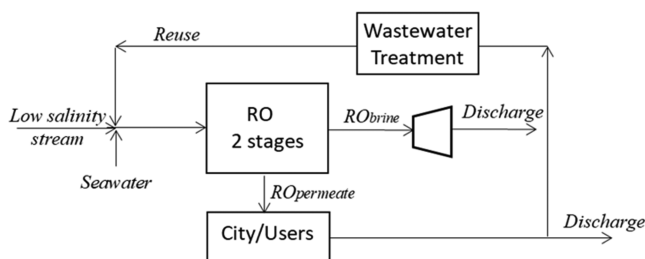 Reuse
Wastewater
Treatment
Low salinity
stream
Seawater
RO
2 stages
RObrine
Discharge
ROpermeate
City/Users
Discharge